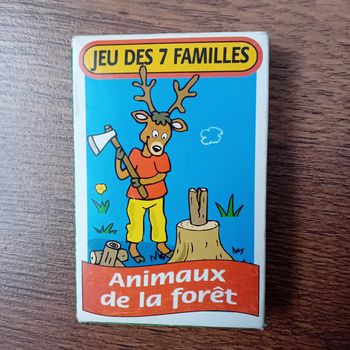 JEU DES 7 FAMILLES
Animaux
de la forêt